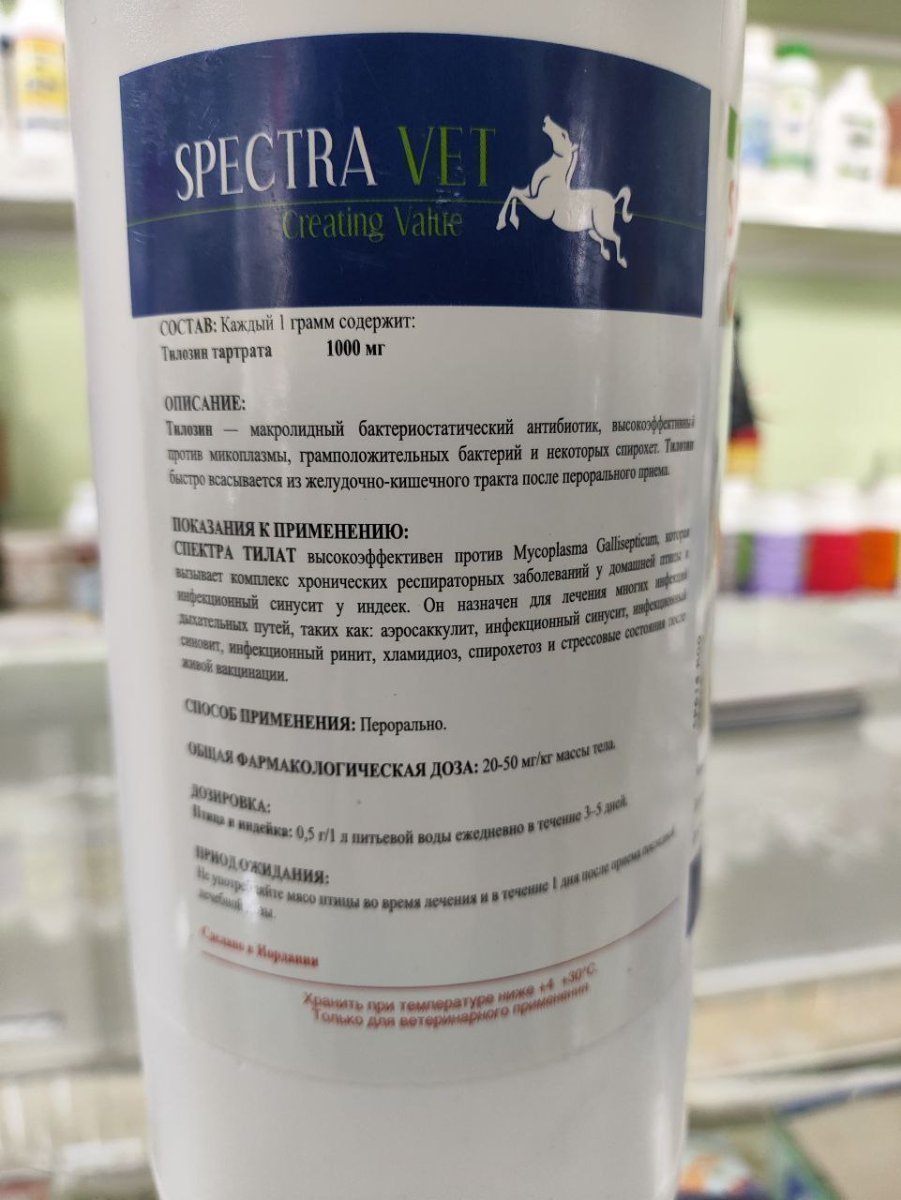 SPECTRA VET
Creating Value
СОСТАВ: Каждый 1 грамм содержит:
Тилозин тартрата 1000 мг
ОПИСАНИЕ:
Тилозин — макролидный бактериостатический антибиотик, высокоэффективный
против микоплазмы, грамположительных бактерий и некоторых спирохет. Тилозин
быстро всасывается из желудочно-кишечного тракта после перорального приема.
ПОКАЗАНИЯ К ПРИМЕНЕНИЮ:
СПЕКТРА ТИЛАТ высокоэффективен против Mycoplasma Gallisepticum, которая
вызывает комплекс хронических респираторных заболеваний у домашней птицы и
инфекционный синусит у индеек. Он назначен для лечения многих инфекций
дыхательных путей, таких как: аэросаккулит, инфекционный синусит, инфекционный
синовит, инфекционный ринит, хламидиоз, спирохетоз и стрессовые состояния после
живой вакцинации.
СПОСОБ ПРИМЕНЕНИЯ: Перорально.
ОБЩАЯ ФАРМАКОЛОГИЧЕСКАЯ ДОЗА: 20-50 мг/кг массы тела.
ДОЗИРОВКА:
Птица и индейка: 0,5 г/1 л питьевой воды ежедневно в течение 3-5 дней.
ПРИОД ОЖИДАНИЯ:
Не употребляйте мясо птицы во время лечения и в течение 1 дня после приема последней
лечебной дозы.
Сделано в Иордании
Хранить при температуре ниже +4 +30°C.
Только для ветеринарного применения.